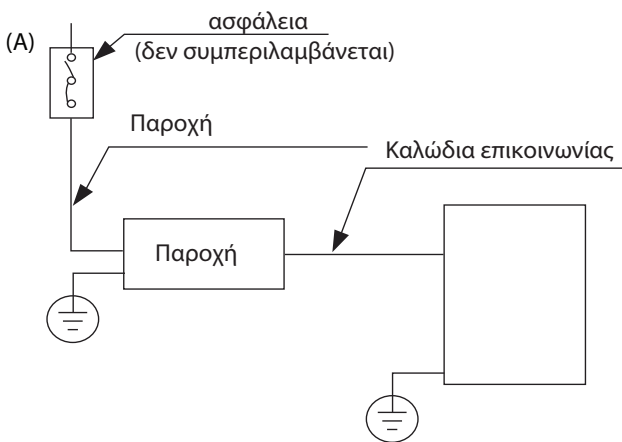 (A)
ασφάλεια
(δεν συμπεριλαμβάνεται)
Παροχή
Καλώδια επικοινωνίας
Παροχή